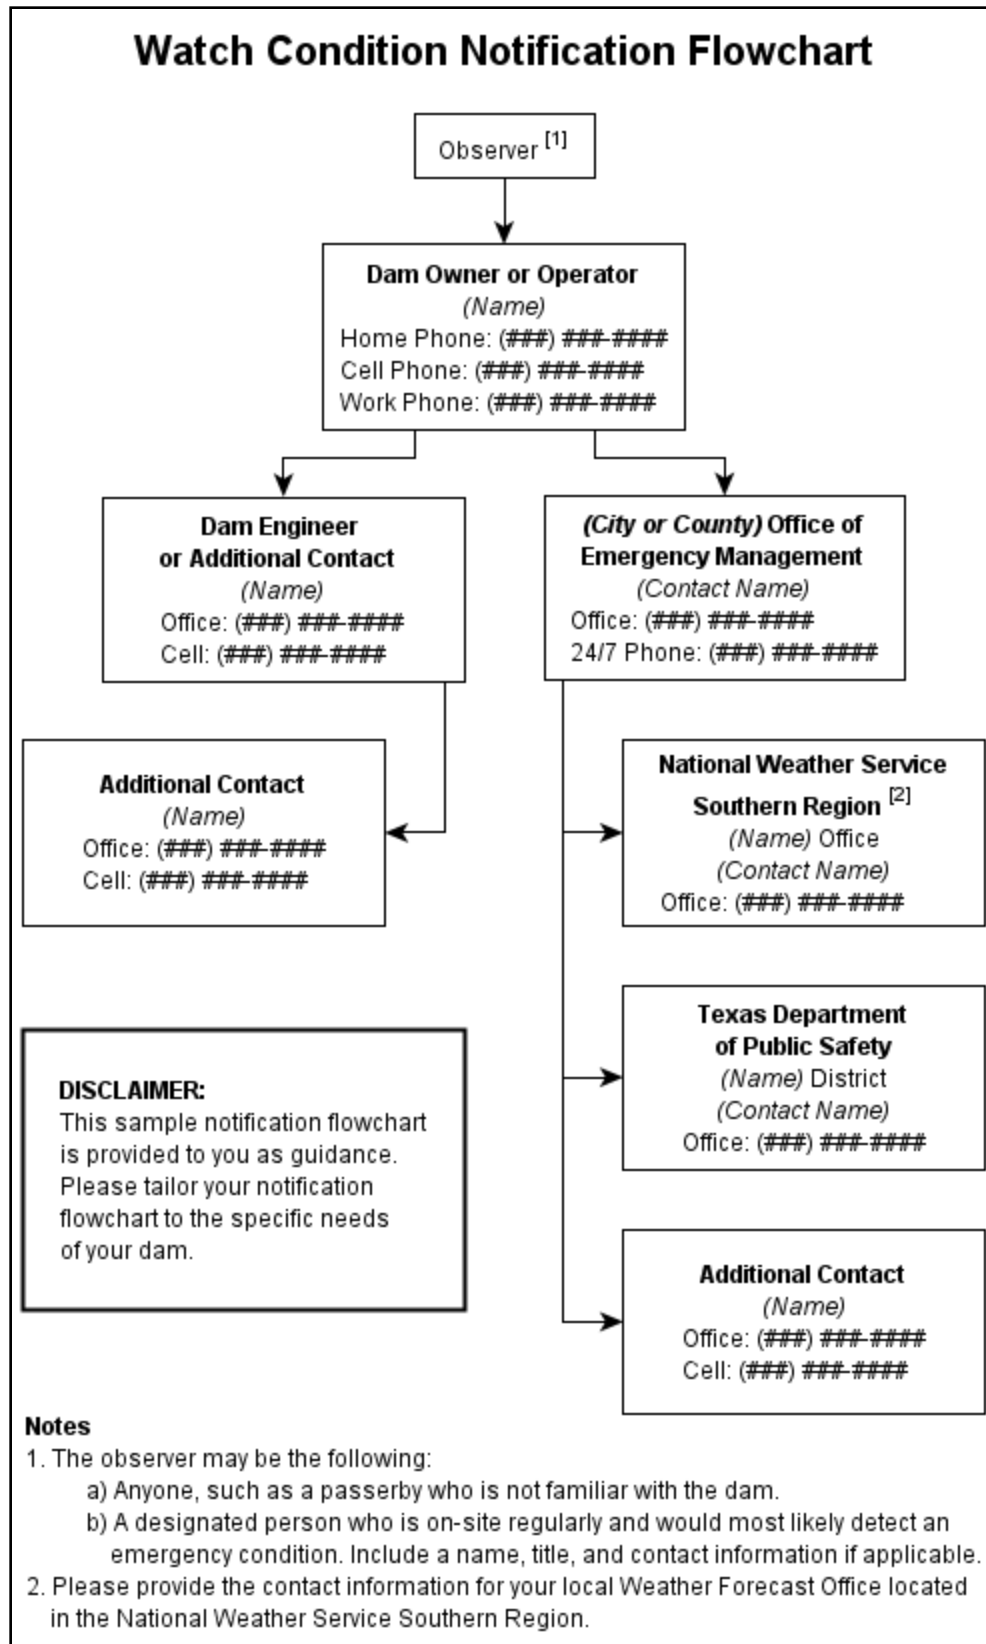 Watch Condition Notification Flowchart
Observer [1]
Dam Owner or Operator
(Name)
Home Phone: (###) ###-####
Cell Phone: (###) ###-####
Work Phone: (###) ###-####
Dam Engineer
or Additional Contact
(Name)
Office: (###) ###-####
Cell: (###) ###-####
(City or County) Office of
Emergency Management
(Contact Name)
Office: (###) ###-####
24/7 Phone: (###) ###-####
Additional Contact
(Name)
Office: (###) ###-####
Cell: (###) ###-####
National Weather Service
Southern Region [2]
(Name) Office
(Contact Name)
Office: (###) ###-####
Texas Department
of Public Safety
(Name) District
(Contact Name)
Office: (###) ###-####
DISCLAIMER:
This sample notification flowchart
is provided to you as guidance.
Please tailor your notification
flowchart to the specific needs
of your dam.
Additional Contact
(Name)
Office: (###) ###-####
Cell: (###) ###-####
Notes
1. The observer may be the following:
a) Anyone, such as a passerby who is not familiar with the dam.
b) A designated person who is on-site regularly and would most likely detect an
emergency condition. Include a name, title, and contact information if applicable.
2. Please provide the contact information for your local Weather Forecast Office located
in the National Weather Service Southern Region.